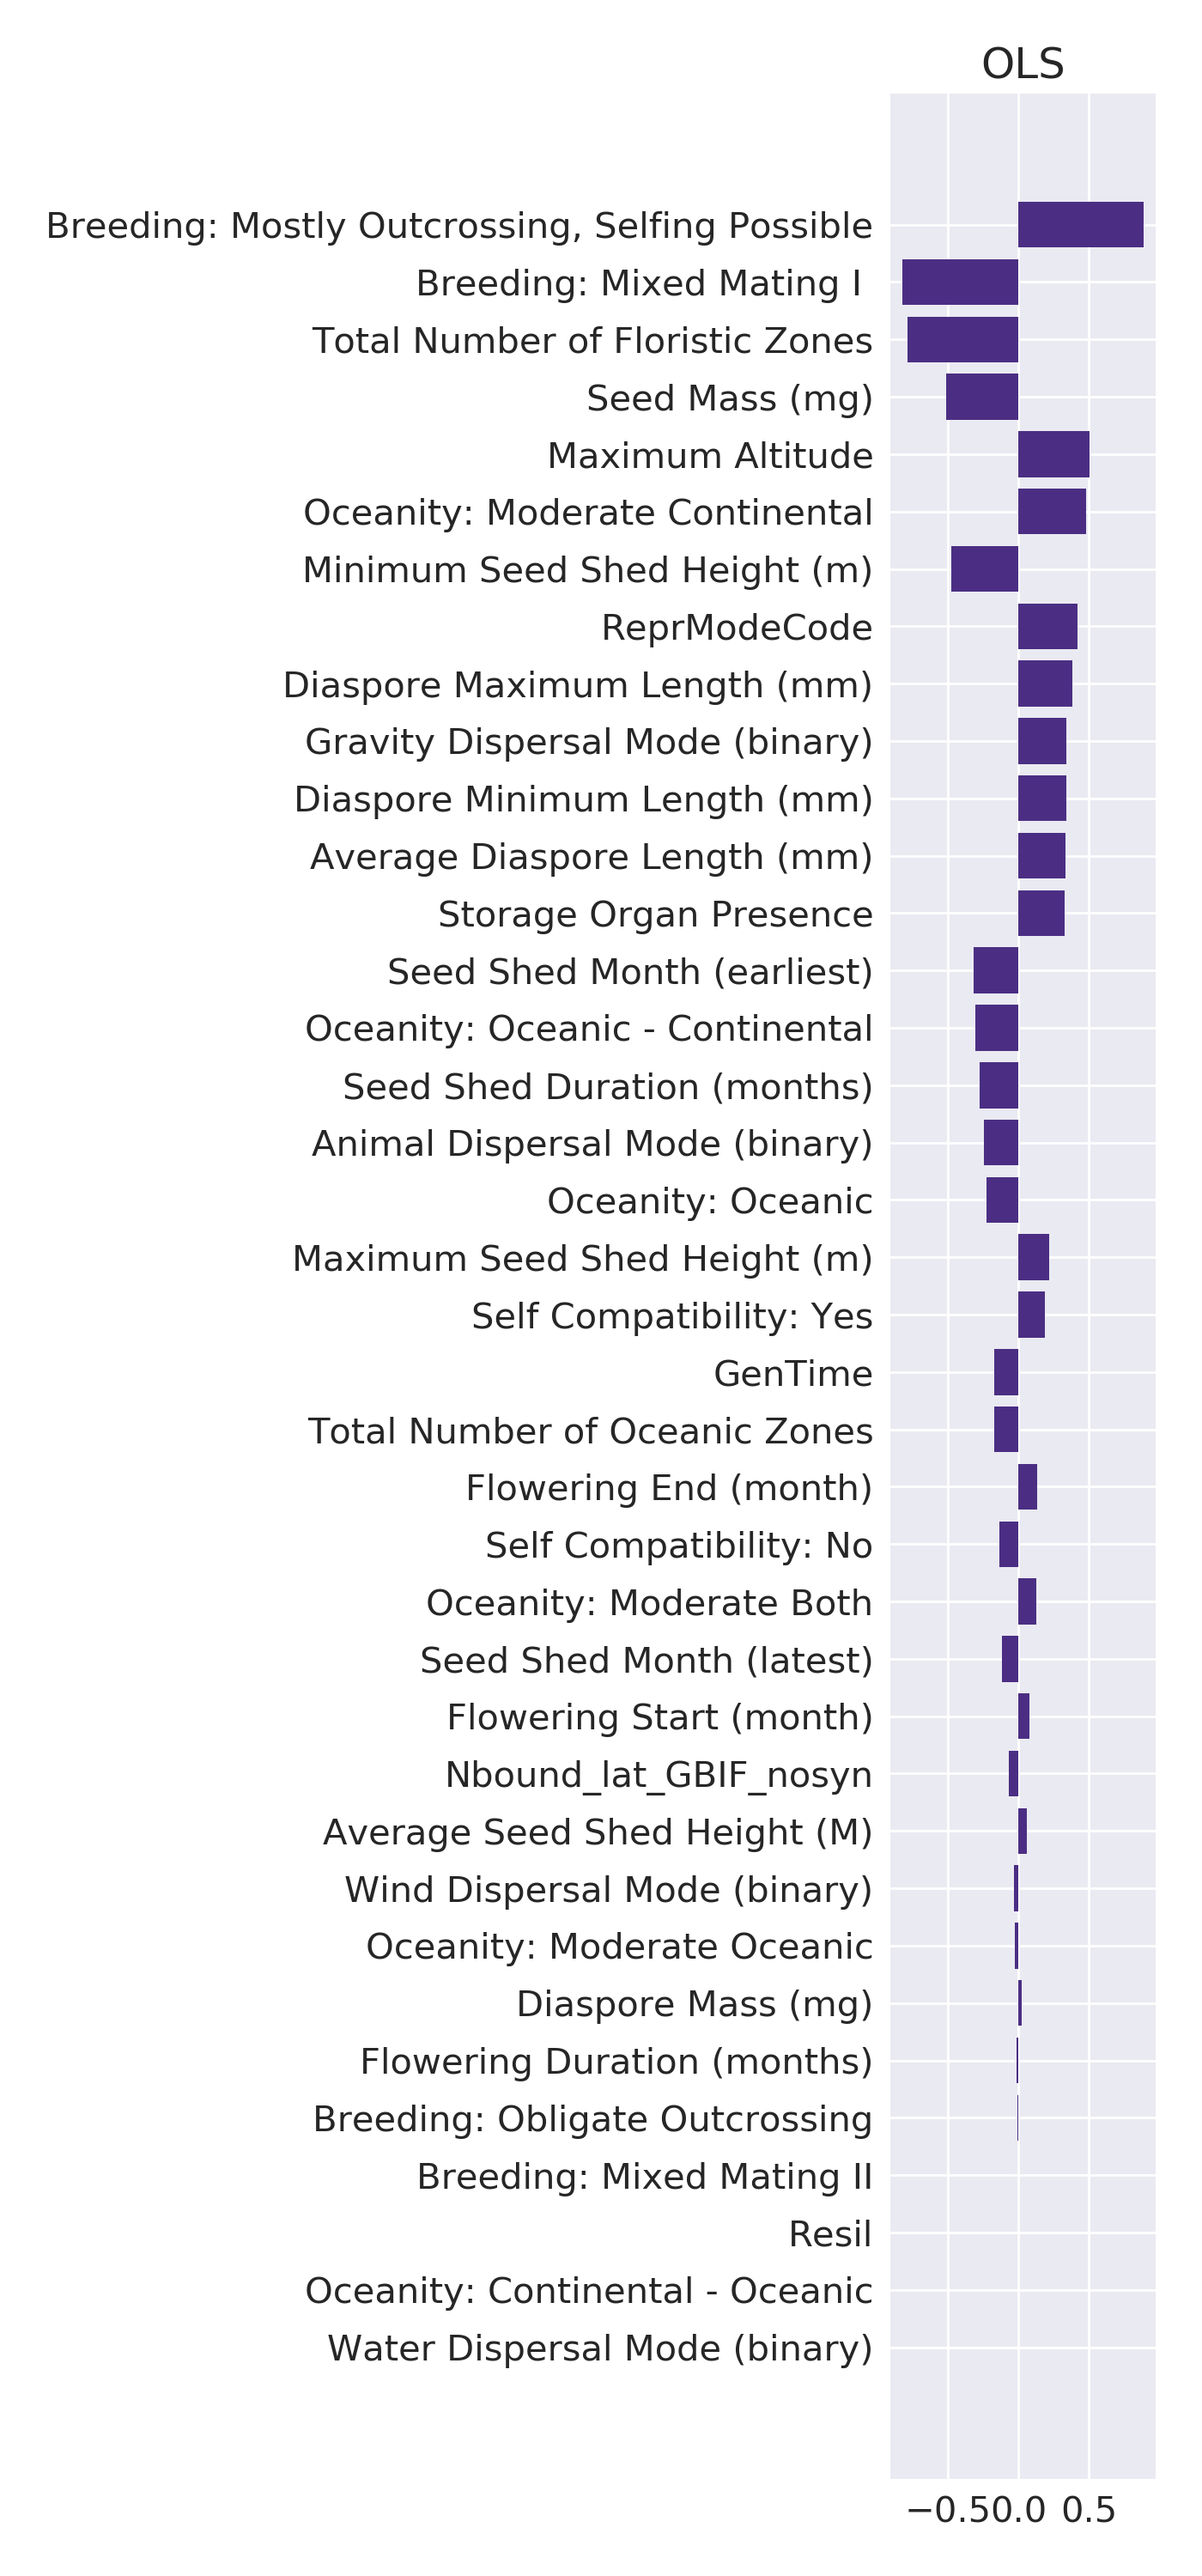 OLS
Breeding: Mostly Outcrossing, Selfing Possible
Breeding: Mixed Mating I
Total Number of Floristic Zones
Seed Mass (mg)
Maximum Altitude
Oceanity: Moderate Continental
Minimum Seed Shed Height (m)
ReprModeCode
Diaspore Maximum Length (mm)
Gravity Dispersal Mode (binary)
Diaspore Minimum Length (mm)
Average Diaspore Length (mm)
Storage Organ Presence
Seed Shed Month (earliest)
Oceanity: Oceanic - Continental
Seed Shed Duration (months)
Animal Dispersal Mode (binary)
Oceanity: Oceanic
Maximum Seed Shed Height (m)
Self Compatibility: Yes
GenTime
Total Number of Oceanic Zones
Flowering End (month)
Self Compatibility: No
Oceanity: Moderate Both
Seed Shed Month (latest)
Flowering Start (month)
Nbound_lat_GBIF_nosyn
Average Seed Shed Height (M)
Wind Dispersal Mode (binary)
Oceanity: Moderate Oceanic
Diaspore Mass (mg)
Flowering Duration (months)
Breeding: Obligate Outcrossing
Breeding: Mixed Mating II
Resil
Oceanity: Continental - Oceanic
Water Dispersal Mode (binary)
−0.5 0.0 0.5